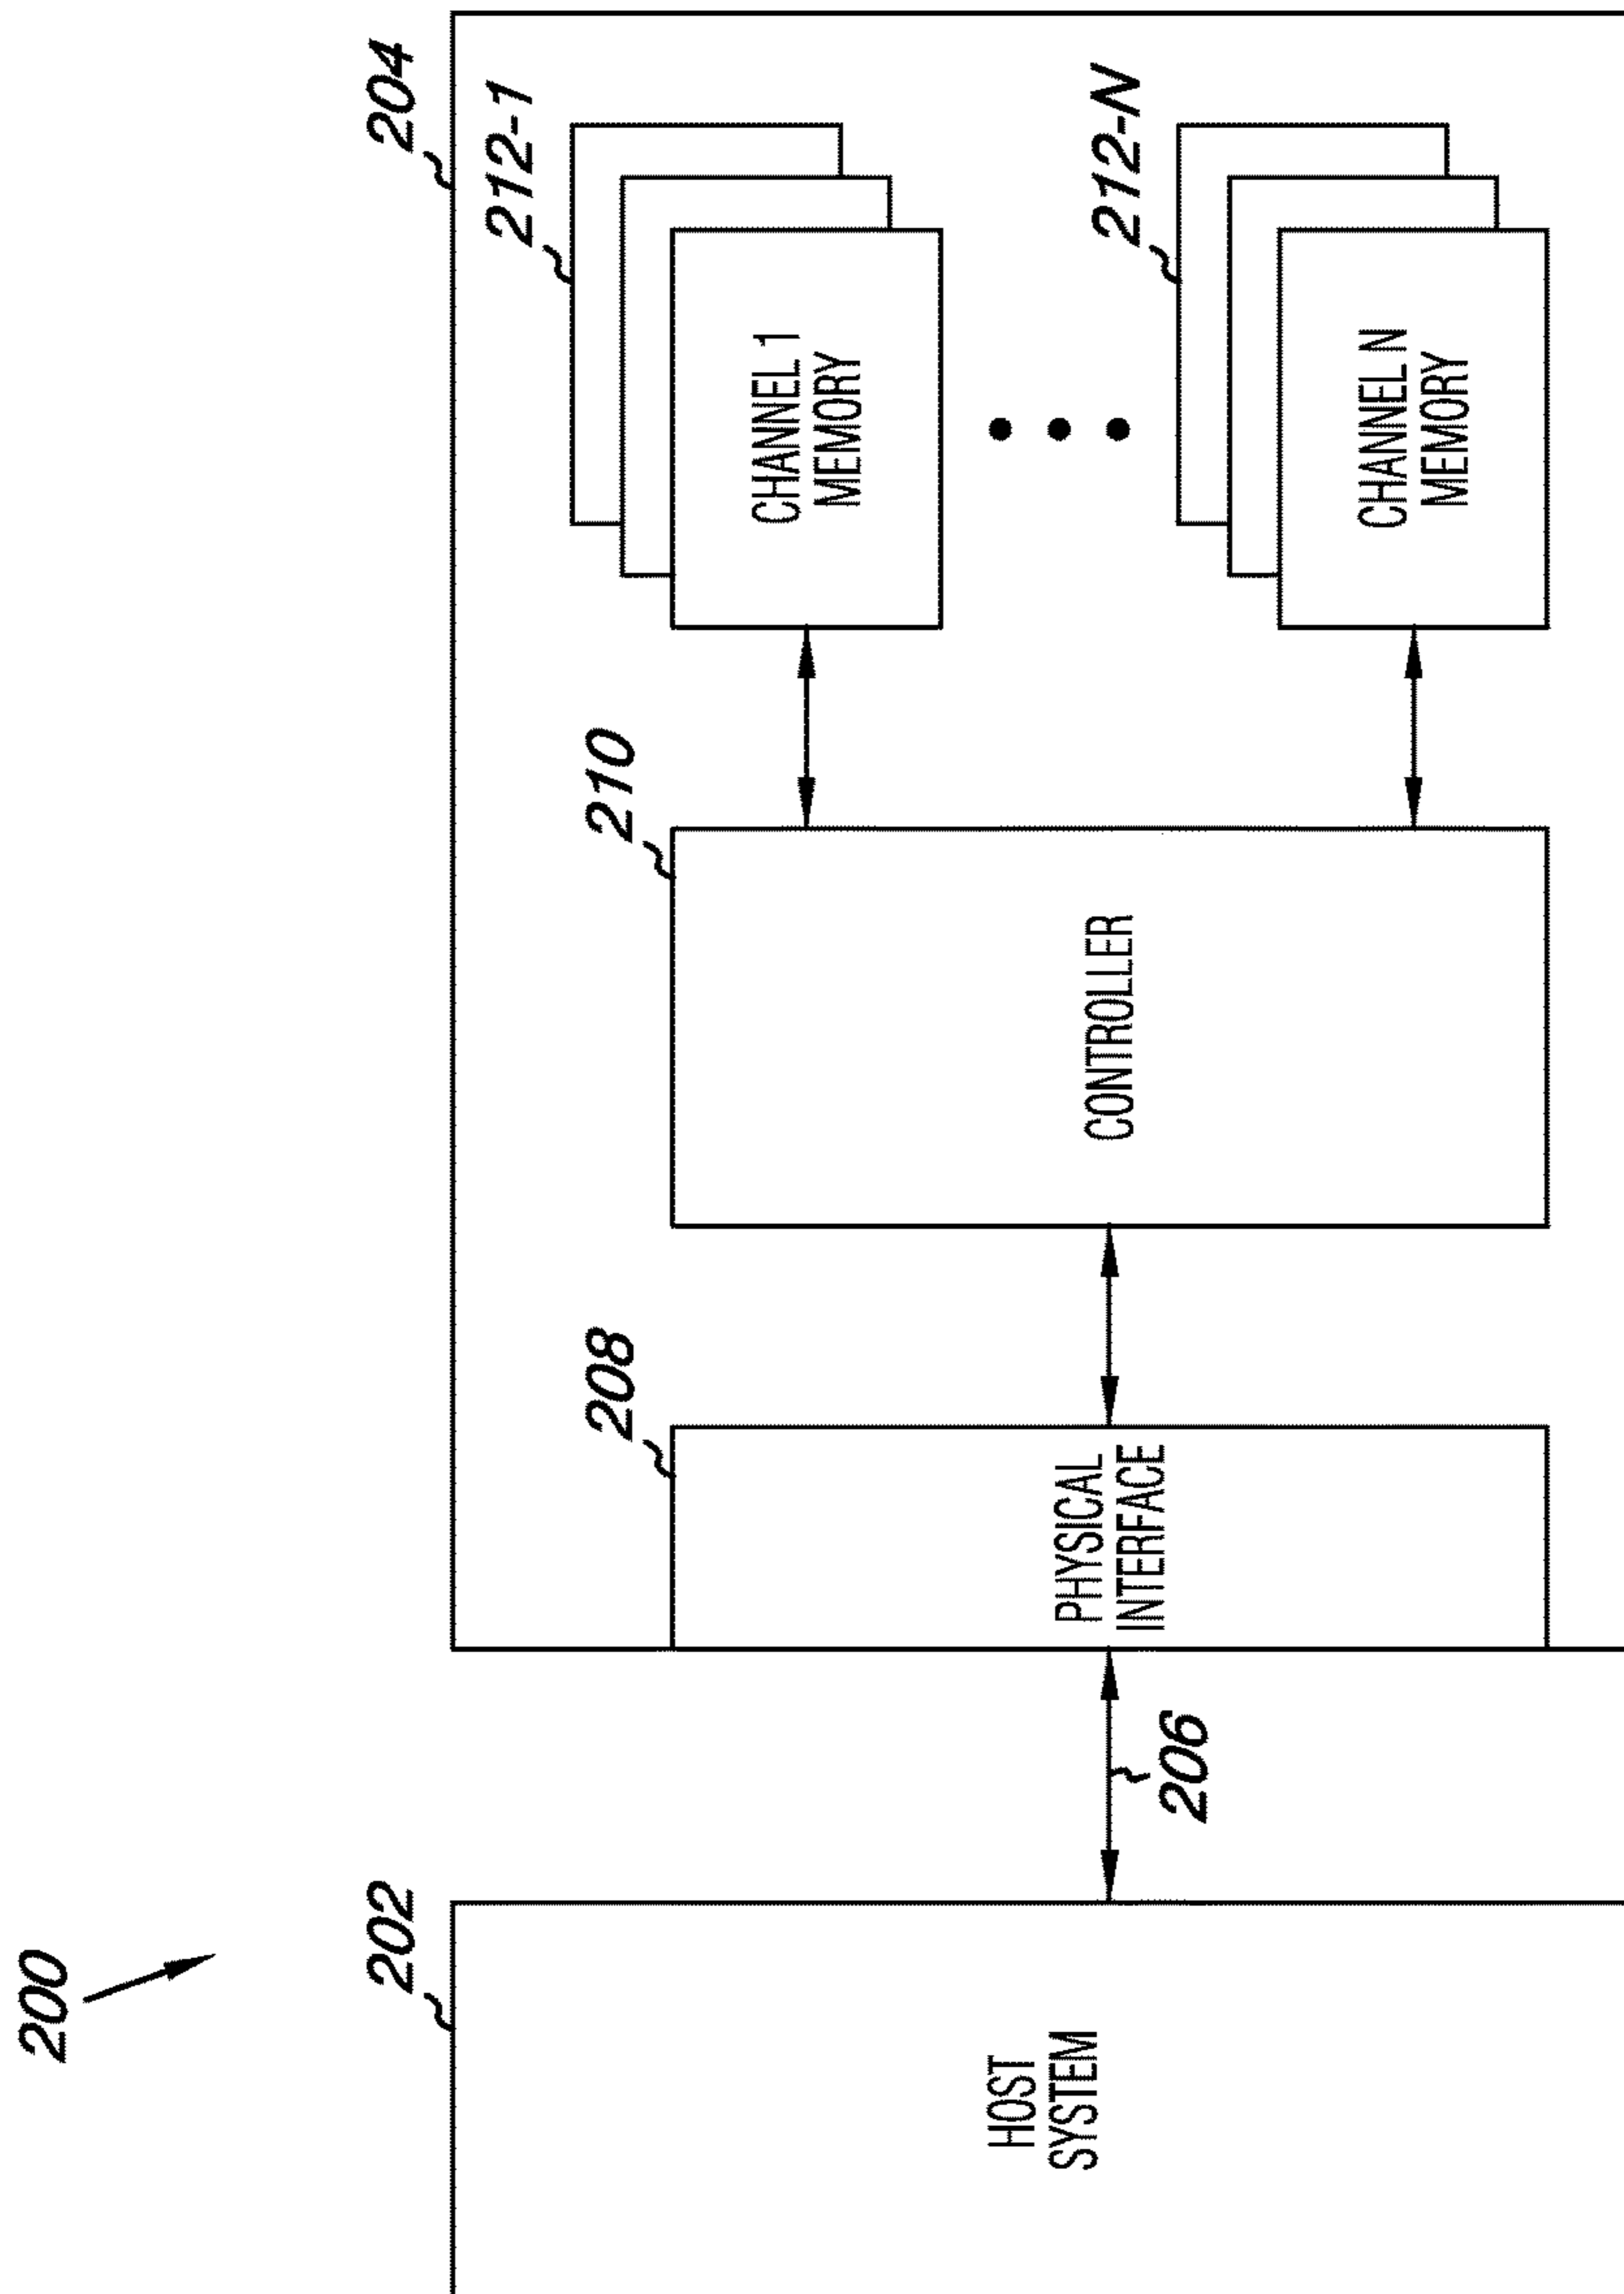 200
202
HOST
SYSTEM
206
204
208
PHYSICAL
INTERFACE
210
CONTROLLER
212-1
CHANNEL 1
MEMORY
212-N
CHANNEL N
MEMORY